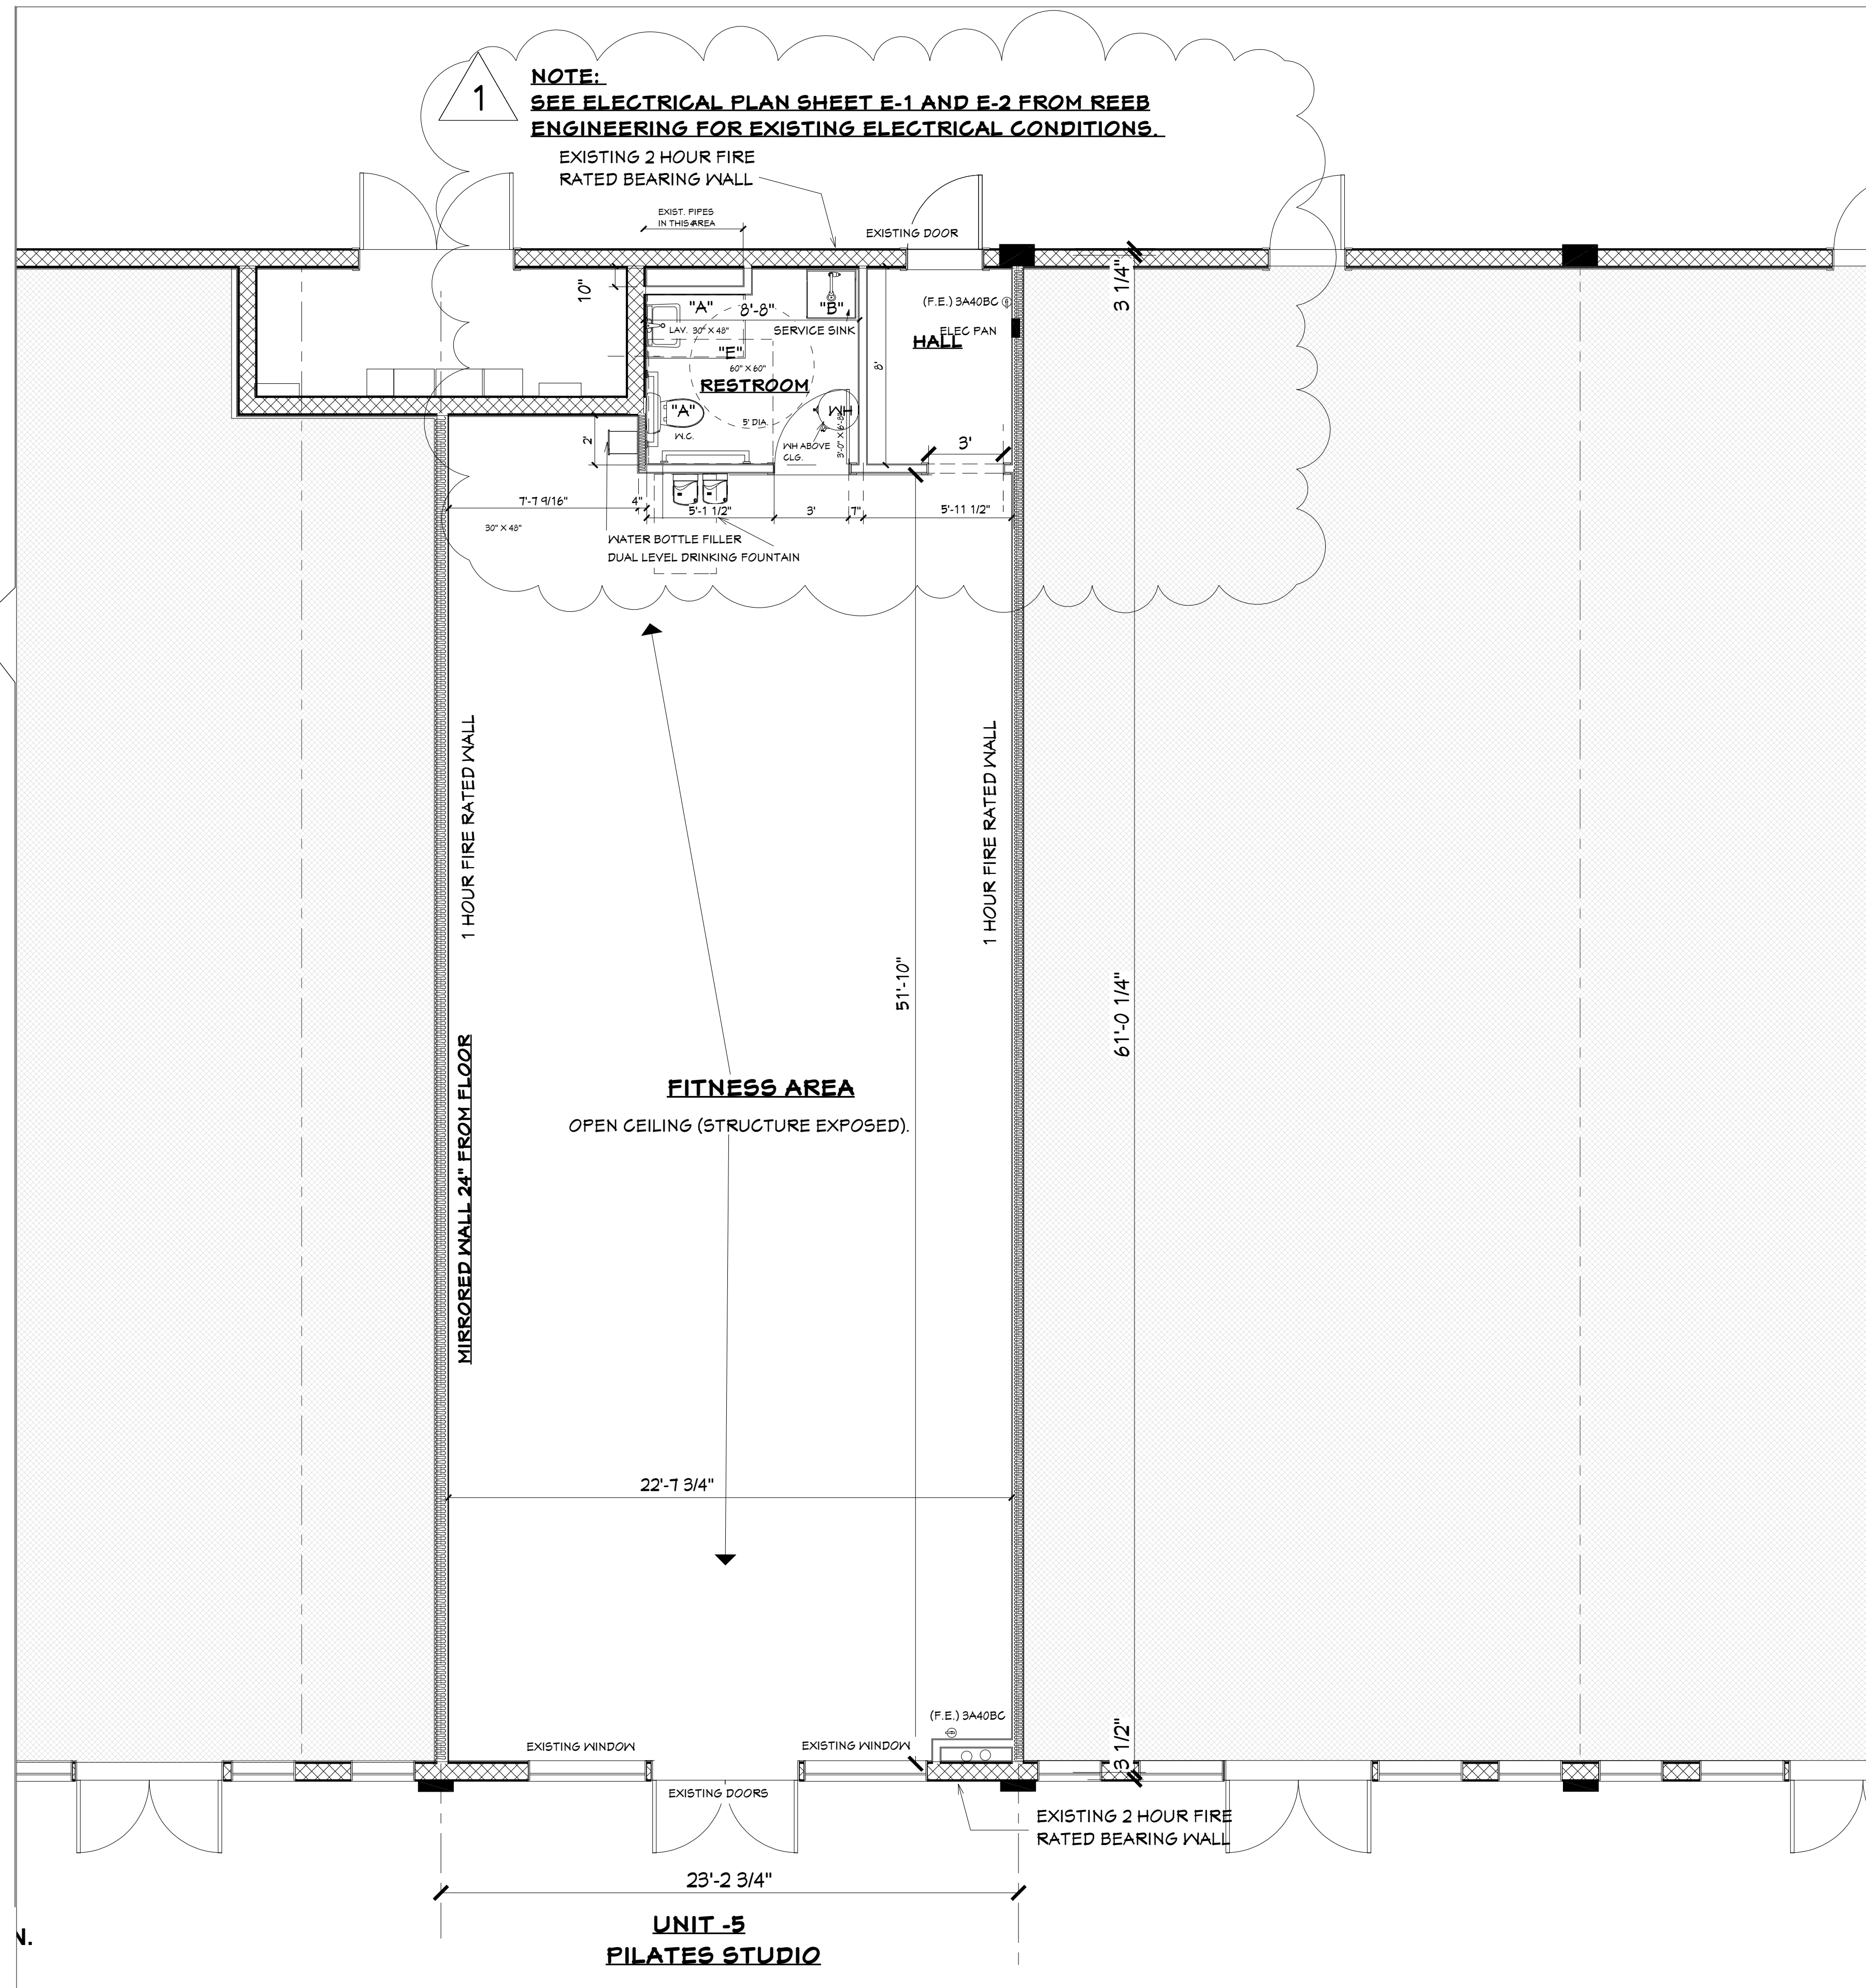 1
NOTE:
SEE ELECTRICAL PLAN SHEET E-1 AND E-2 FROM REEB
ENGINEERING FOR EXISTING ELECTRICAL CONDITIONS.
EXISTING 2 HOUR FIRE
RATED BEARING WALL
EXIST. PIPES
IN THIS AREA
EXISTING DOOR
10"
"A"
8'-8"
"B"
(F.E.) 3A40BC
3 1/4"
LAV.
30" X 48"
SERVICE SINK
ELEC PAN
HALL
"E"
60" X 60"
RESTROOM
8'
"A"
W.C.
5' DIA.
WH
3'-0" X 6'-8"
WH ABOVE
CLG.
2'
3'
7'-7 9/16"
4"
5'-1 1/2"
3'
7"
5'-11 1/2"
30" X 48"
WATER BOTTLE FILLER
DUAL LEVEL DRINKING FOUNTAIN
1 HOUR FIRE RATED WALL
1 HOUR FIRE RATED WALL
51'-10"
61'-0 1/4"
MIRRORED WALL 24" FROM FLOOR
FITNESS AREA
OPEN CEILING (STRUCTURE EXPOSED).
22'-7 3/4"
(F.E.) 3A40BC
EXISTING WINDOW
EXISTING WINDOW
3 1/2"
EXISTING DOORS
EXISTING 2 HOUR FIRE
RATED BEARING WALL
23'-2 3/4"
UNIT -5
PILATES STUDIO
N.